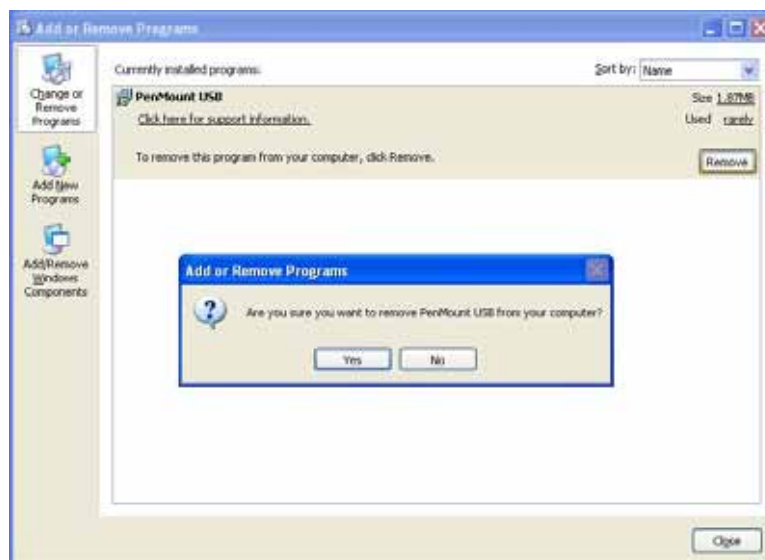 Add or Remove Programs
Change or
Remove
Programs
Currently installed programs:
Sort by: Name
PenMount USB
Size 1.87MB
Click here for support information.
Used rarely
To remove this program from your computer, click Remove.
Remove
Add New
Programs
Add/Remove
Windows
Components
Add or Remove Programs
Are you sure you want to remove PenMount USB from your computer?
Yes No
Close